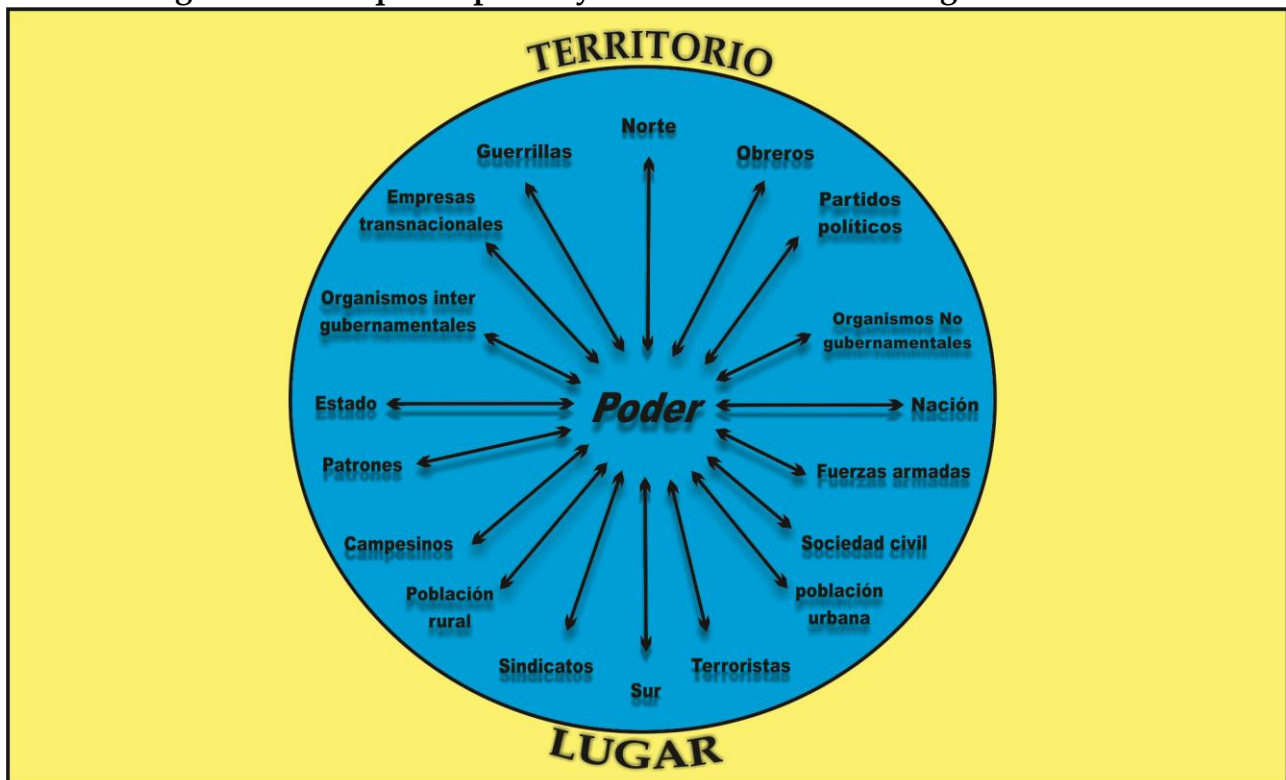 TERRITORIO
Norte
Guerrillas
Obreros
Empresas
transnacionales
Partidos
políticos
Organismos inter
gubernamentales
Organismos No
gubernamentales
Estado
Poder
Nación
Patrones
Fuerzas armadas
Campesinos
Sociedad civil
Población
rural
población
urbana
Sindicatos
Terroristas
Sur
LUGAR